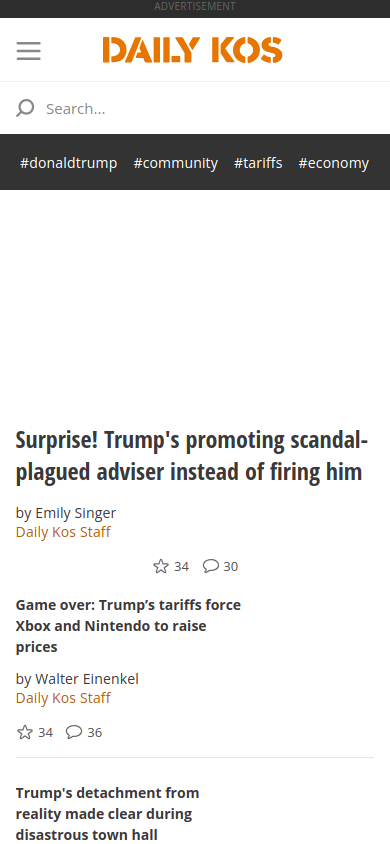 ADVERTISEMENT
DAILY KOS
Search...
#donaldtrump #community #tariffs #economy
Surprise! Trump's promoting scandal-
plagued adviser instead of firing him
by Emily Singer
Daily Kos Staff
34 30
Game over: Trump’s tariffs force
Xbox and Nintendo to raise
prices
by Walter Einenkel
Daily Kos Staff
34 36
Trump's detachment from
reality made clear during
disastrous town hall